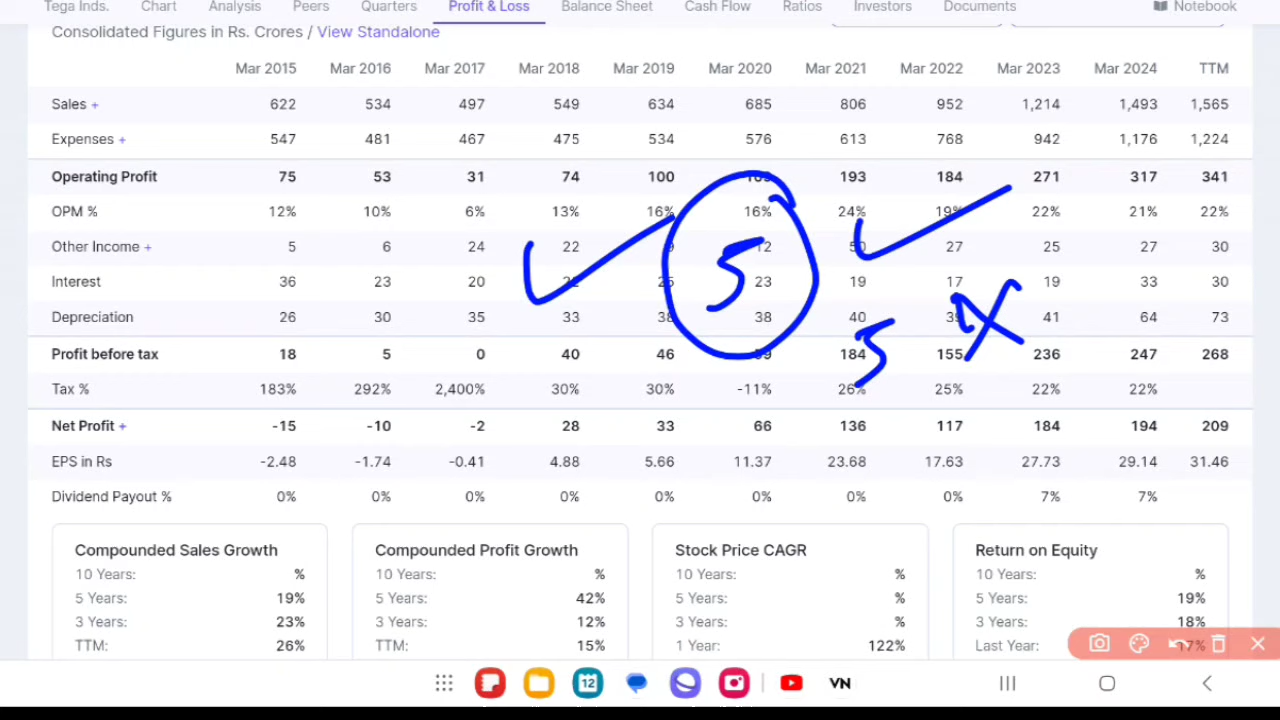 Tega Inds. Chart Analysis Peers Quarters Profit & Loss Balance Sheet Cash Flow Ratios Investors Documents Notebook
Consolidated Figures in Rs. Crores / View Standalone
Mar 2015 Mar 2016 Mar 2017 Mar 2018 Mar 2019 Mar 2020 Mar 2021 Mar 2022 Mar 2023 Mar 2024 TTM
Sales + 622 534 497 549 634 685 806 952 1,214 1,493 1,565
Expenses + 547 481 467 475 534 576 613 768 942 1,176 1,224
Operating Profit 75 53 31 74 100 193 184 271 317 341
OPM % 12% 10% 6% 13% 16% 16% 24% 19% 22% 21% 22%
Other Income + 5 6 24 22 12 50 27 25 27 30
Interest 36 23 20 23 19 17 19 33 30
Depreciation 26 30 35 33 38 38 40 39 41 64 73
Profit before tax 18 5 0 40 46 184 155 236 247 268
Tax % 183% 292% 2,400% 30% 30% -11% 26% 25% 22% 22%
Net Profit + -15 -10 -2 28 33 66 136 117 184 194 209
EPS in Rs -2.48 -1.74 -0.41 4.88 5.66 11.37 23.68 17.63 27.73 29.14 31.46
Dividend Payout % 0% 0% 0% 0% 0% 0% 0% 0% 7% 7%
5
5 X
Compounded Sales Growth
10 Years: %
5 Years: 19%
3 Years: 23%
TTM: 26%
Compounded Profit Growth
10 Years: %
5 Years: 42%
3 Years: 12%
TTM: 15%
Stock Price CAGR
10 Years: %
5 Years: %
3 Years: %
1 Year: 122%
Return on Equity
10 Years: %
5 Years: 19%
3 Years: 18%
Last Year: 17%
12 VN